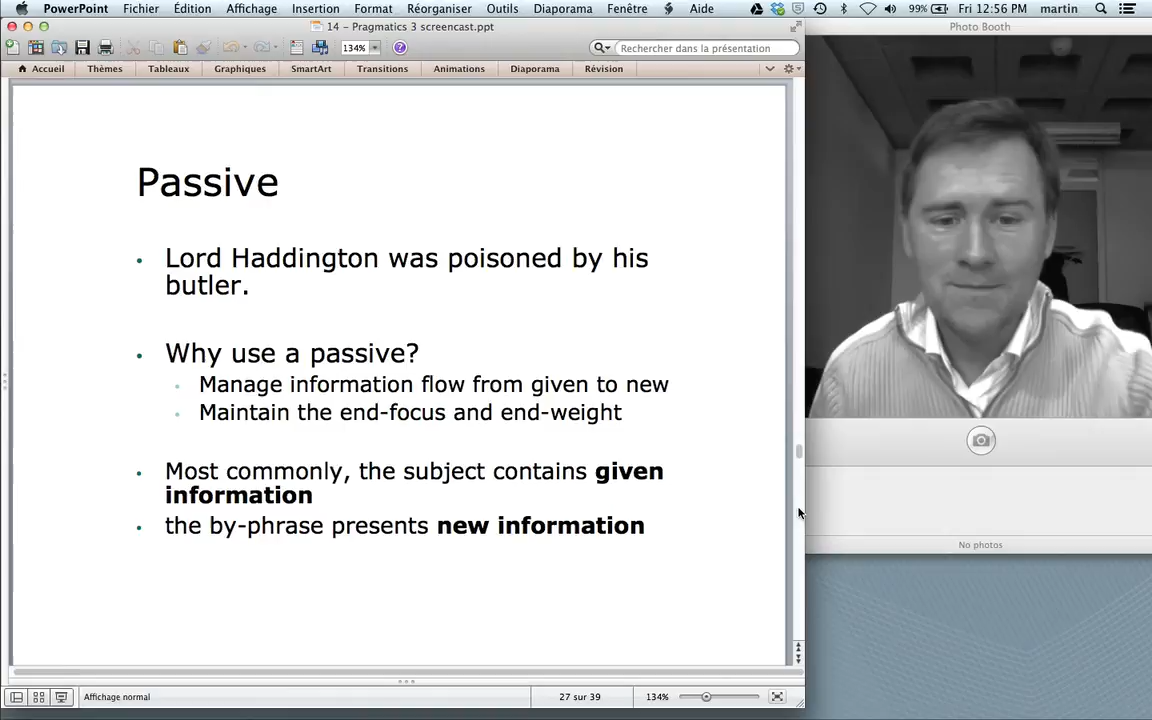 PowerPoint Fichier Édition Affichage Insertion Format Réorganiser Outils Diaporama Fenêtre Aide 99% Fri 12:56 PM martin
14 – Pragmatics 3 screencast.ppt
Photo Booth
134% Rechercher dans la présentation
Accueil Thèmes Tableaux Graphiques SmartArt Transitions Animations Diaporama Révision
Passive
• Lord Haddington was poisoned by his
butler.
• Why use a passive?
• Manage information flow from given to new
• Maintain the end-focus and end-weight
• Most commonly, the subject contains given
information
• the by-phrase presents new information
No photos
Affichage normal 27 sur 39 134%